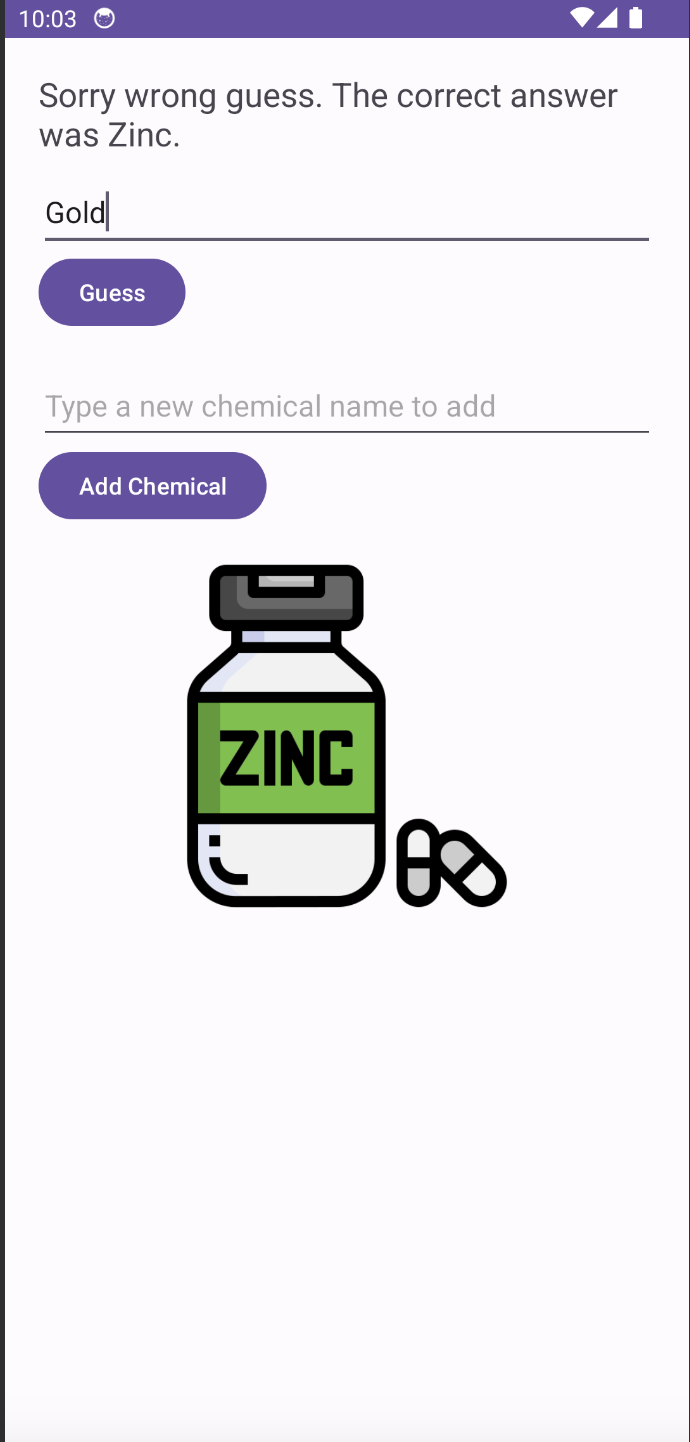 10:03
Sorry wrong guess. The correct answer
was Zinc.
Gold
Guess
Type a new chemical name to add
Add Chemical
ZINC